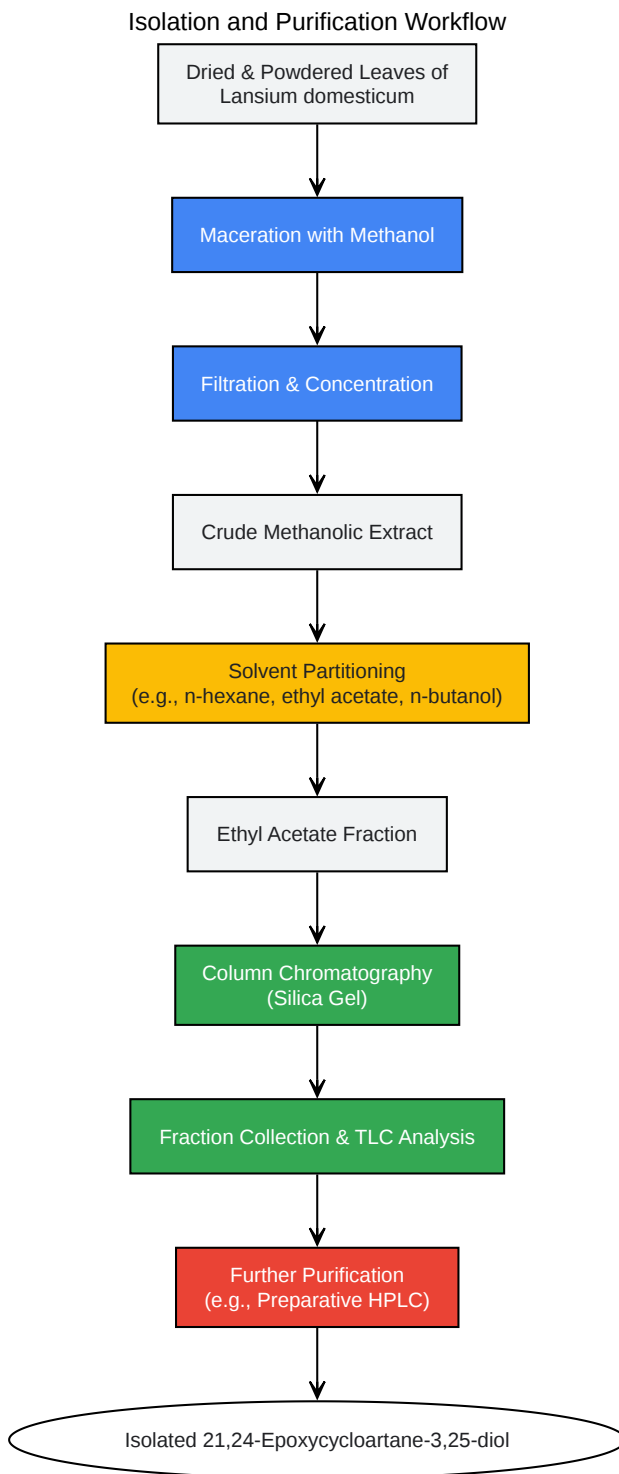 Isolation and Purification Workflow
Dried & Powdered Leaves of
Lansium domesticum
Maceration with Methanol
Filtration & Concentration
Crude Methanolic Extract
Solvent Partitioning
(e.g., n-hexane, ethyl acetate, n-butanol)
Ethyl Acetate Fraction
Column Chromatography
(Silica Gel)
Fraction Collection & TLC Analysis
Further Purification
(e.g., Preparative HPLC)
Isolated 21,24-Epoxycycloartane-3,25-diol